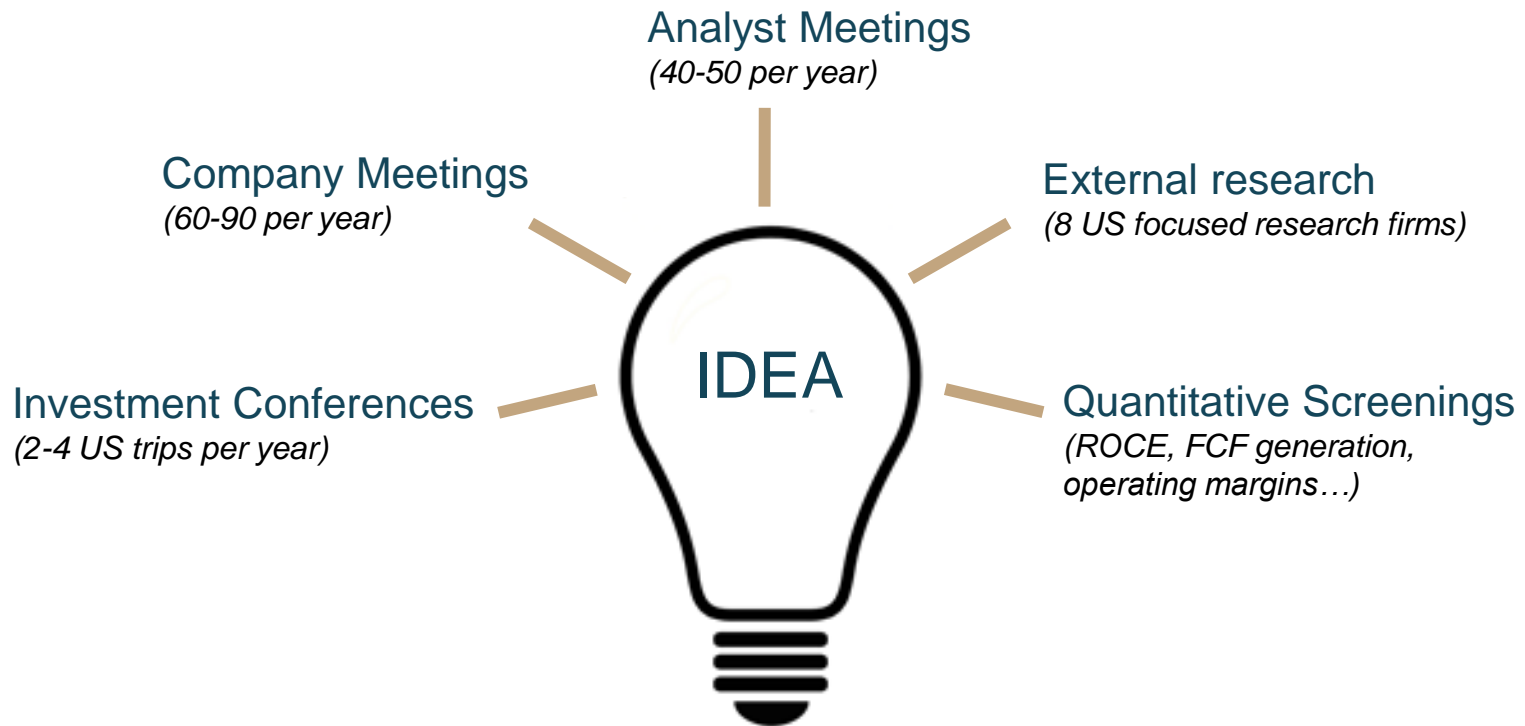 Analyst Meetings
(40-50 per year)
Company Meetings
(60-90 per year)
External research
(8 US focused research firms)
IDEA
Investment Conferences
(2-4 US trips per year)
Quantitative Screenings
(ROCE, FCF generation,
operating margins…)